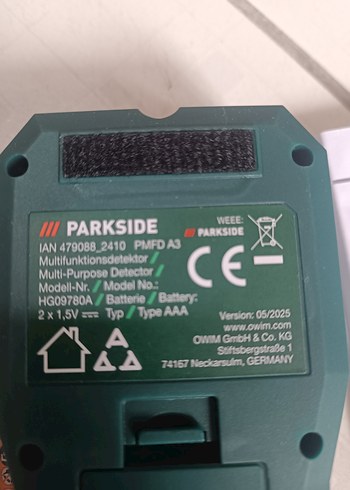 PARKSIDE
IAN 479088_2410 PMFD A3
Multifunktionsdetektor /
Multi-Purpose Detector /
Modell-Nr. / Model No.:
HG09780A / Batterie / Battery:
2 x 1,5V ⎓ Typ / Type AAA
WEEE:
PARKSIDE
CE
Version: 05/2025
www.owim.com
OWIM GmbH & Co. KG
Stiftsbergstraße 1
74167 Neckarsulm, GERMANY